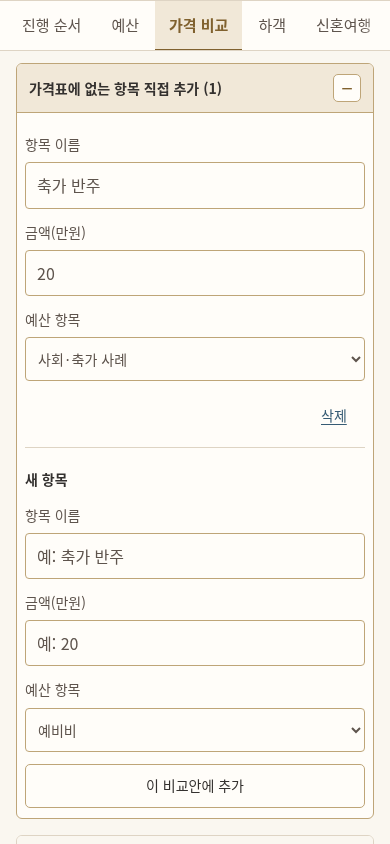 진행 순서 예산 가격 비교 하객 신혼여행
가격표에 없는 항목 직접 추가 (1) −
항목 이름
축가 반주
금액(만원)
20
예산 항목
사회·축가 사례
삭제
새 항목
항목 이름
예: 축가 반주
금액(만원)
예: 20
예산 항목
예비비
이 비교안에 추가